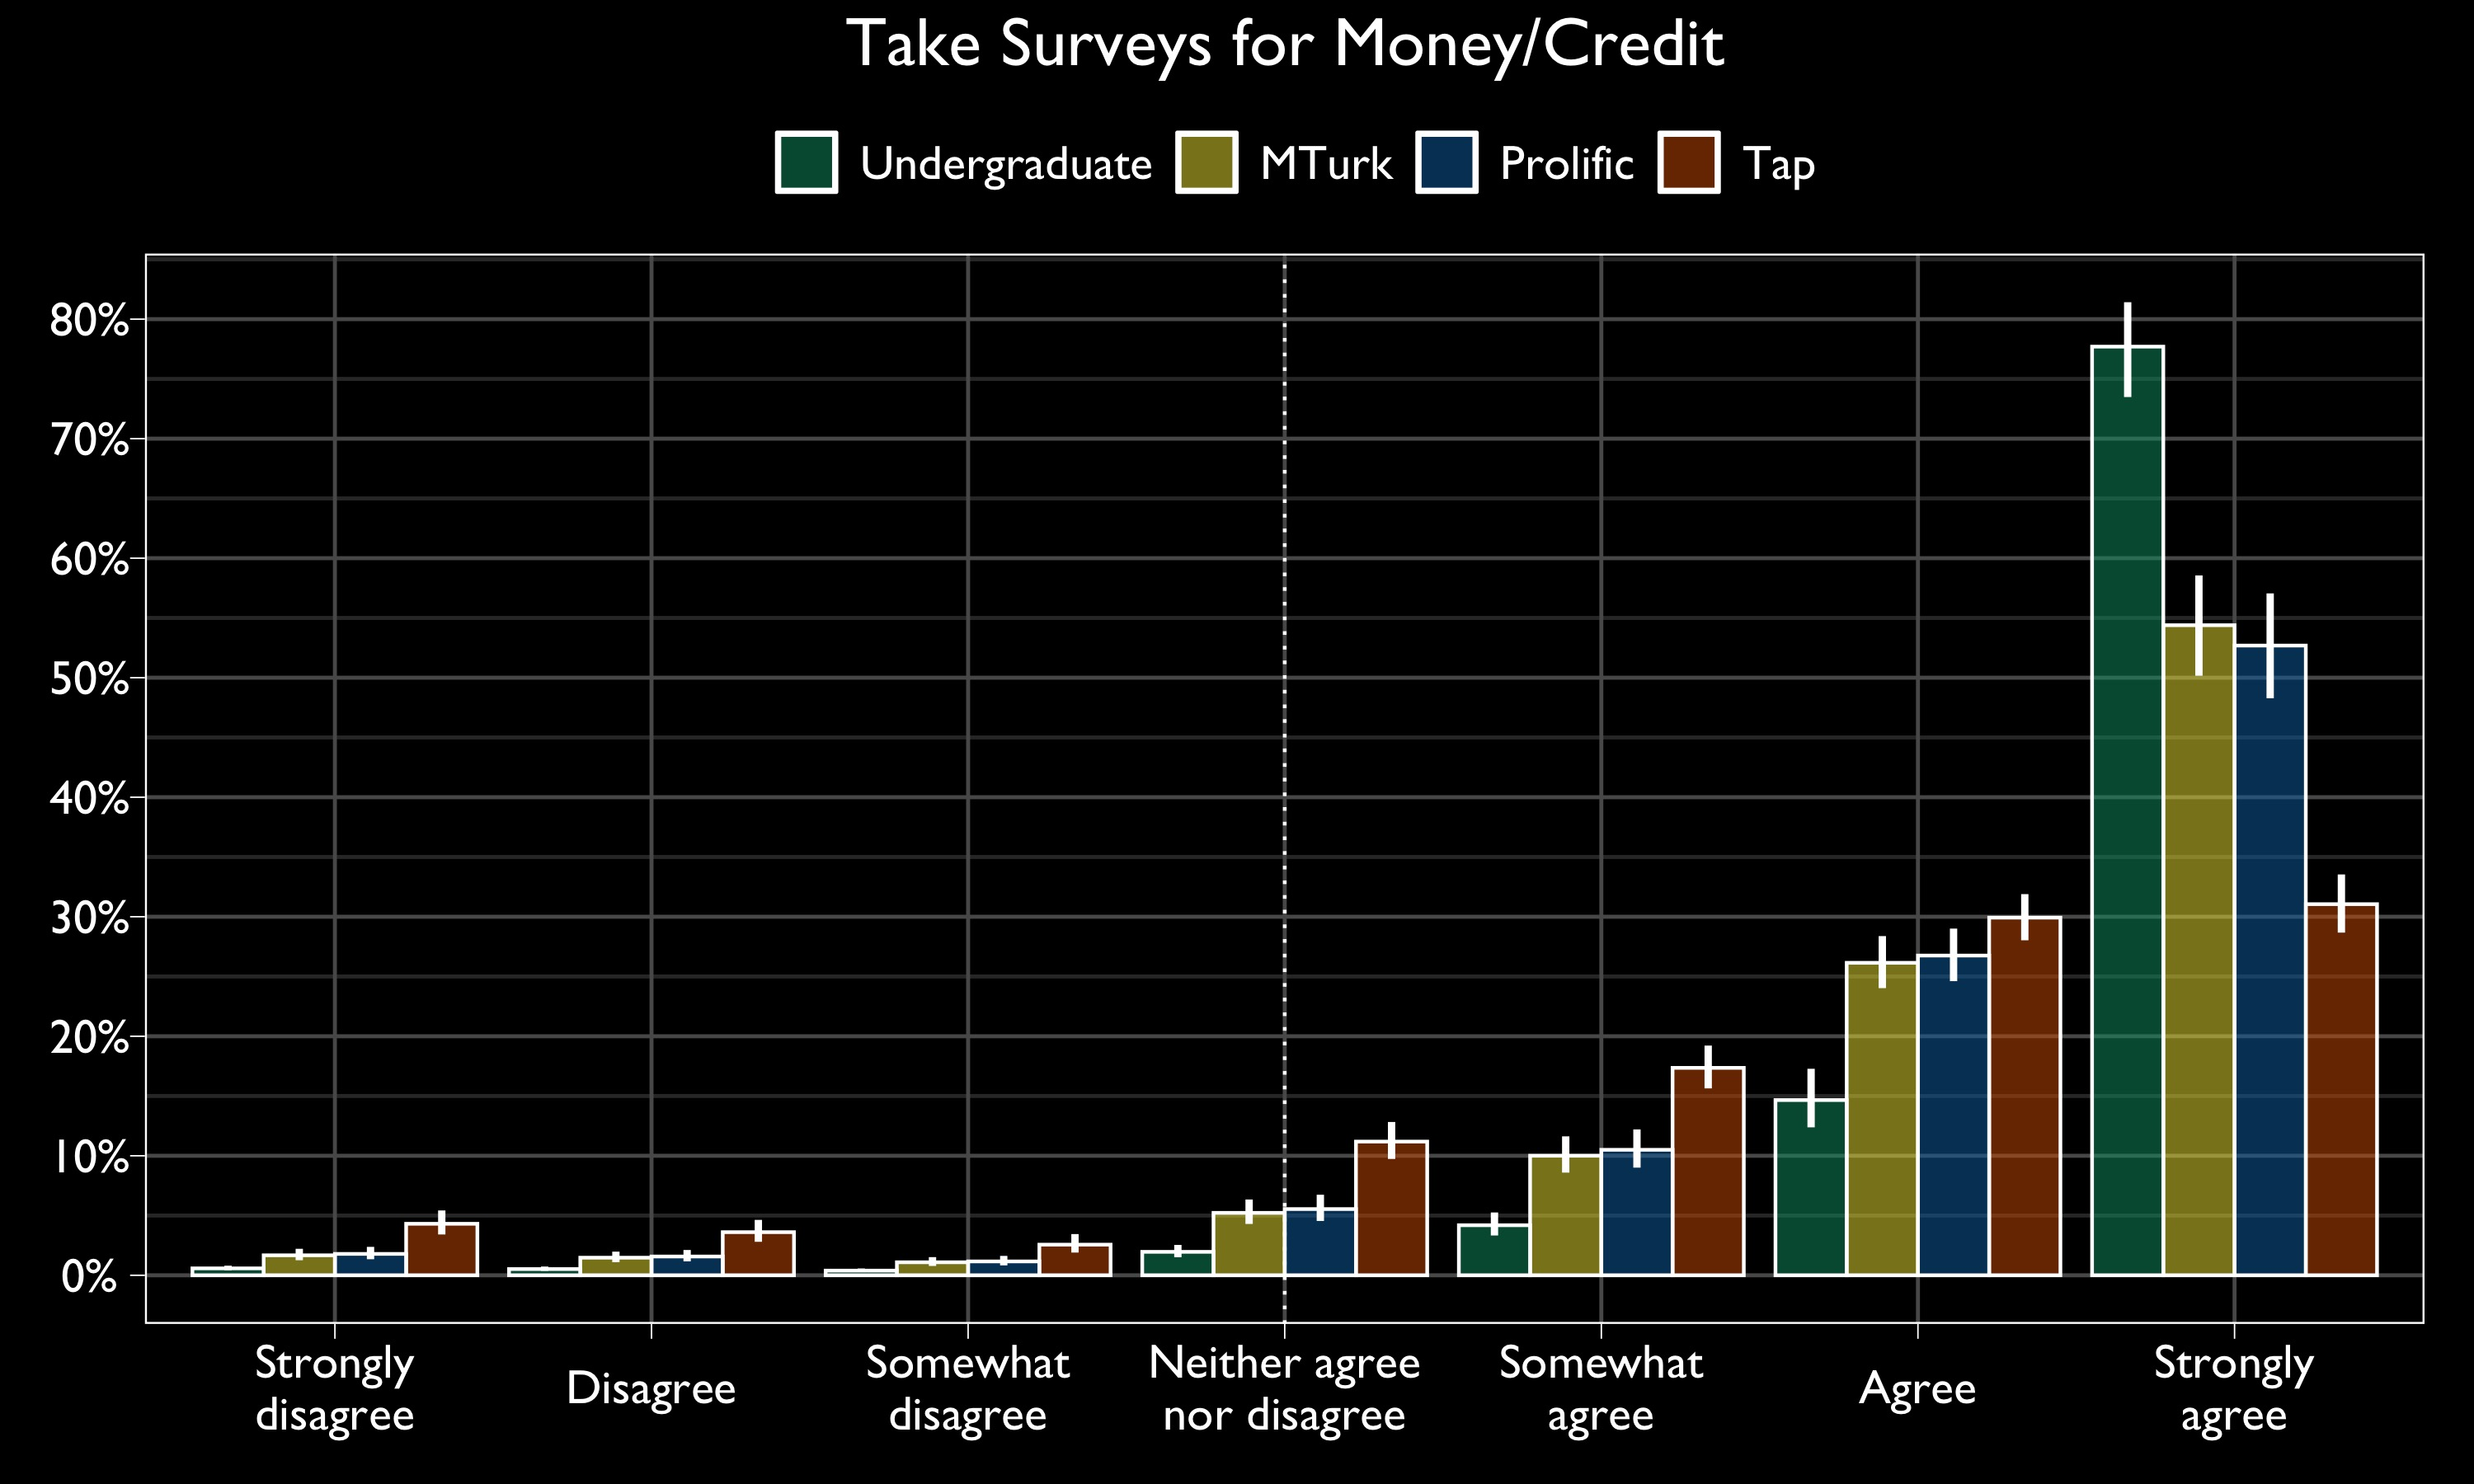 Take Surveys for Money/Credit
Undergraduate MTurk Prolific Tap
80%
70%
60%
50%
40%
30%
20%
10%
0%
Strongly
disagree
Disagree
Somewhat
disagree
Neither agree
nor disagree
Somewhat
agree
Agree
Strongly
agree